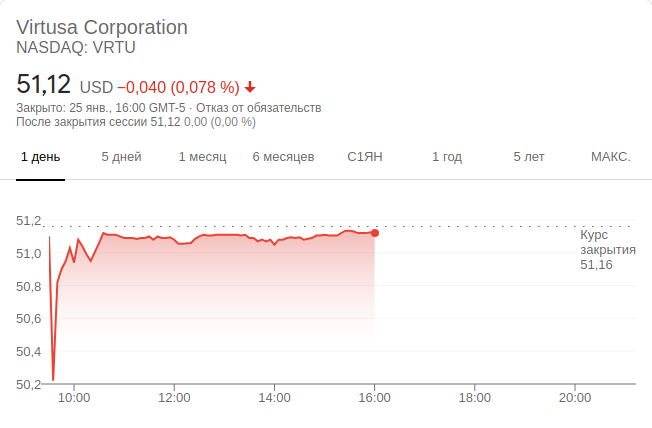 Virtusa Corporation
NASDAQ: VRTU
51,12 USD −0,040 (0,078 %)
Закрыто: 25 янв., 16:00 GMT-5 · Отказ от обязательств
После закрытия сессии 51,12 0,00 (0,00 %)
1 день 5 дней 1 месяц 6 месяцев С1ЯН 1 год 5 лет МАКС.
51,2
Курс
закрытия
51,16
51,0
50,8
50,6
50,4
50,2
10:00 12:00 14:00 16:00 18:00 20:00